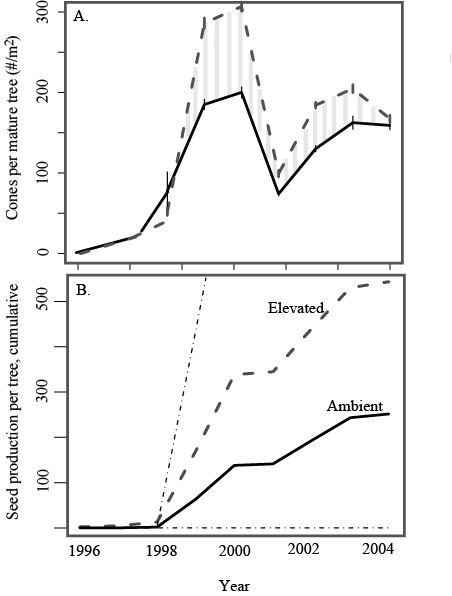 A.
Cones per mature tree (#/m²)
300
200
100
0
B.
Seed production per tree, cumulative
500
300
100
Elevated
Ambient
1996 1998 2000 2002 2004
Year